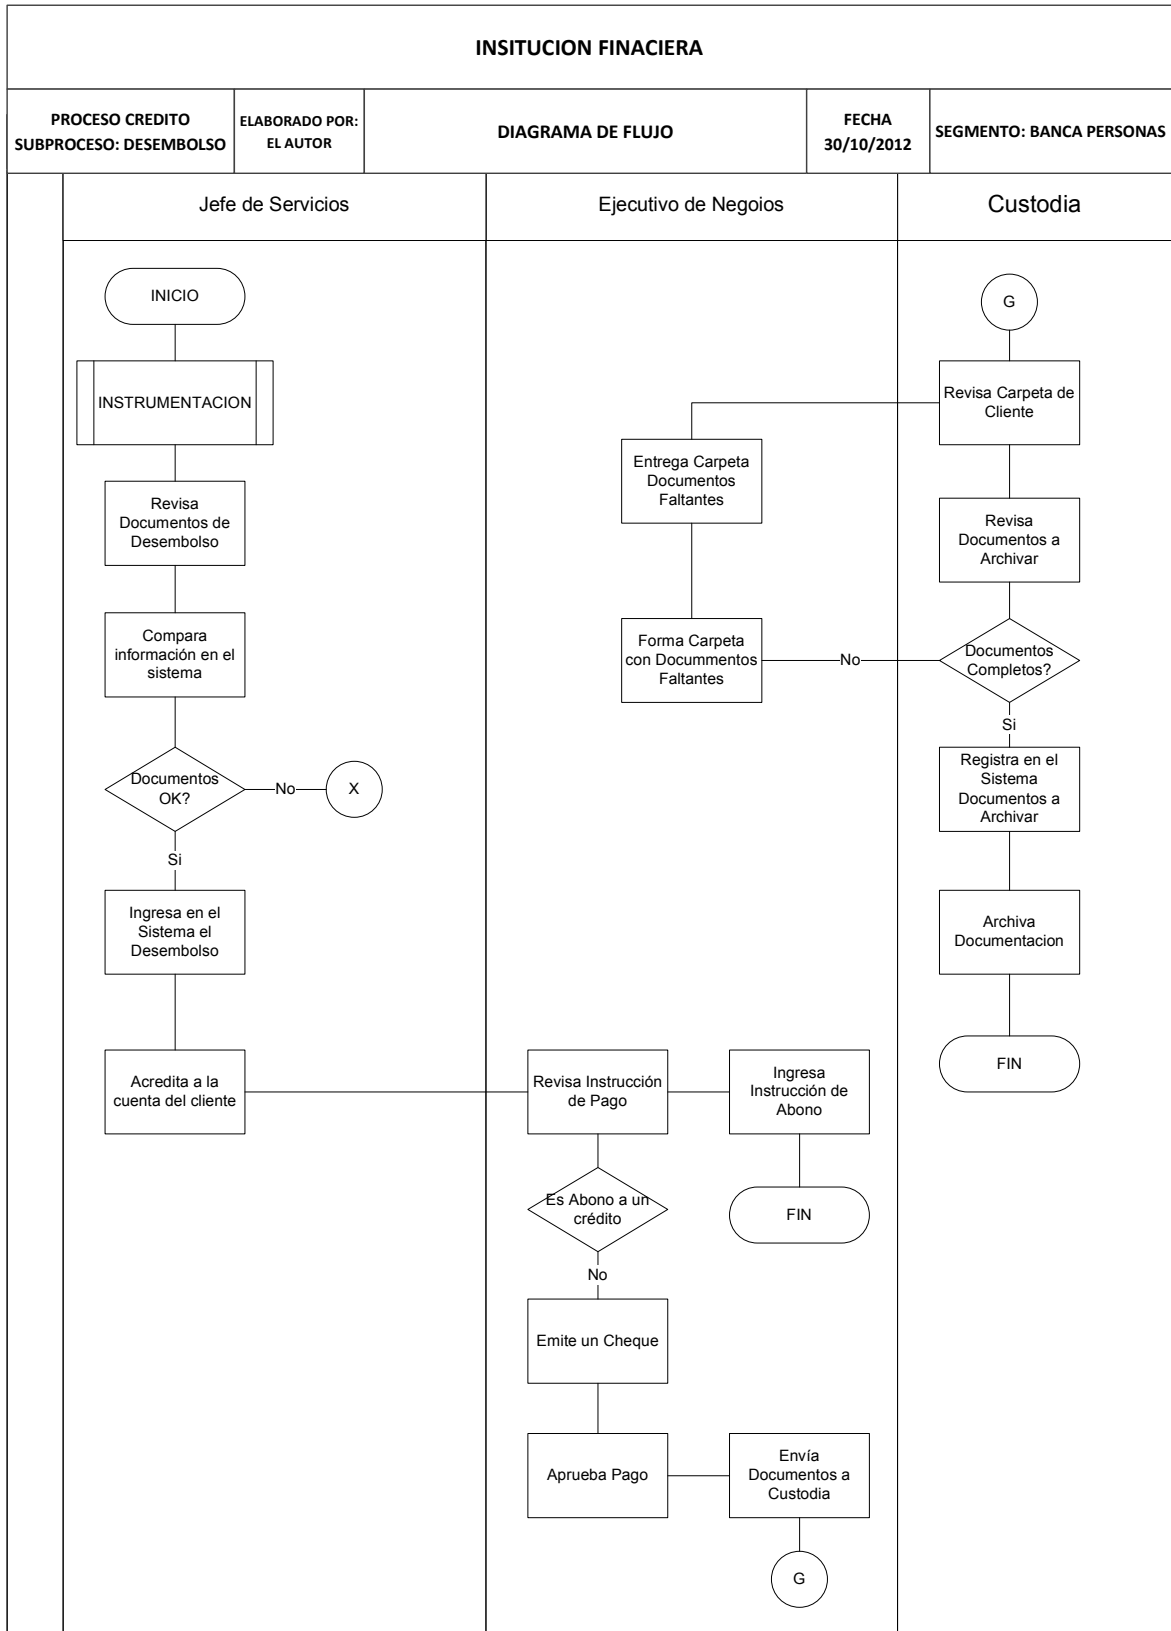 INSITUCION FINACIERA
PROCESO CREDITO
SUBPROCESO: DESEMBOLSO
ELABORADO POR:
EL AUTOR
DIAGRAMA DE FLUJO
FECHA
30/10/2012
SEGMENTO: BANCA PERSONAS
Jefe de Servicios
Ejecutivo de Negoios
Custodia
INICIO
INSTRUMENTACION
Revisa
Documentos de
Desembolso
Compara
información en el
sistema
Documentos
OK?
No
X
Si
Ingresa en el
Sistema el
Desembolso
Acredita a la
cuenta del cliente
Revisa Instrucción
de Pago
Ingresa
Instrucción de
Abono
FIN
Es Abono a un
crédito
No
Emite un Cheque
Aprueba Pago
Envía
Documentos a
Custodia
G
G
Revisa Carpeta de
Cliente
Entrega Carpeta
Documentos
Faltantes
Revisa
Documentos a
Archivar
Forma Carpeta
con Docummentos
Faltantes
No
Documentos
Completos?
Si
Registra en el
Sistema
Documentos a
Archivar
Archiva
Documentacion
FIN